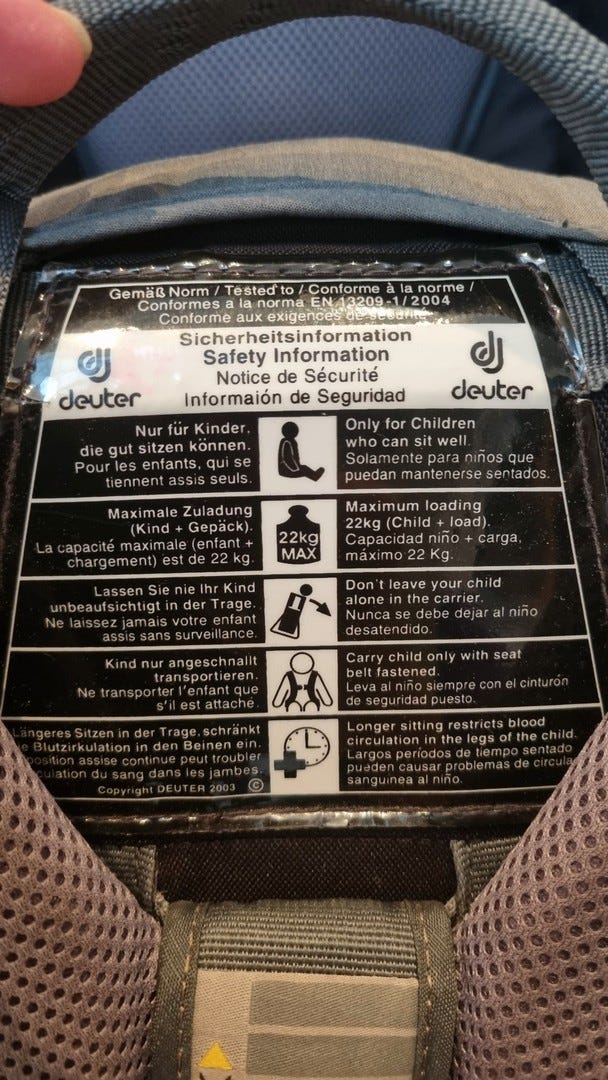 Gemäß Norm / Tested to / Conforme à la norme /
Conformes a la norma EN 13209-1/2004
Conforme aux exigences de sécurité
Sicherheitsinformation
Safety Information
Notice de Sécurité
Informaión de Seguridad
deuter
deuter
Nur für Kinder,
die gut sitzen können.
Pour les enfants, qui se
tiennent assis seuls.
Only for Children
who can sit well.
Solamente para niños que
puedan mantenerse sentados.
Maximale Zuladung
(Kind + Gepäck).
La capacité maximale (enfant +
chargement) est de 22 kg.
22kg
MAX
Maximum loading
22kg (Child + load).
Capacidad niño + carga,
máximo 22 Kg.
Lassen Sie nie Ihr Kind
unbeaufsichtigt in der Trage.
Ne laissez jamais votre enfant
assis sans surveillance.
Don't leave your child
alone in the carrier.
Nunca se debe dejar al niño
desatendido.
Kind nur angeschnallt
transportieren.
Ne transporter l'enfant que
s'il est attaché.
Carry child only with seat
belt fastened.
Leva al niño siempre con el cinturón
de seguridad puesto.
Längeres Sitzen in der Trage, schränkt
Blutzirkulation in den Beinen ein.
position assise continue peut troubler
culation du sang dans les jambes.
Copyright DEUTER 2003 ©
Longer sitting restricts blood
circulation in the legs of the child.
Largos períodos de tiempo sentado
pueden causar problemas de circula
sanguinea al niño.